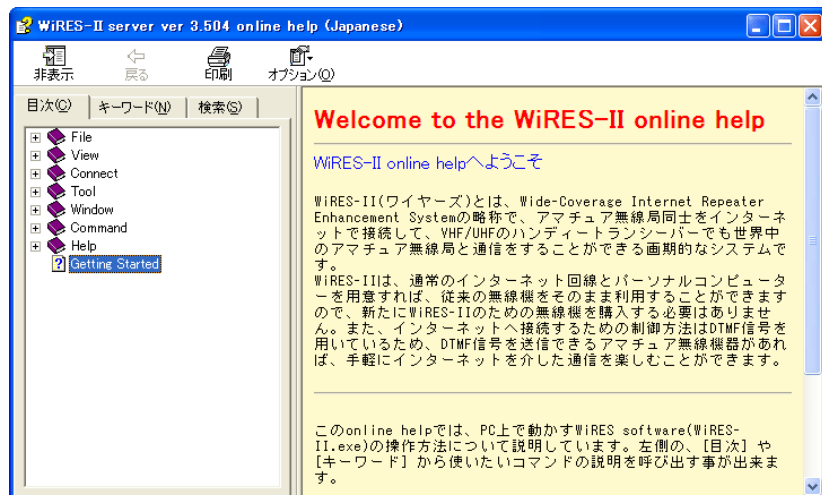 WiRES-II server ver 3.504 online help (Japanese)
非表示
戻る
印刷
オプション(O)
目次(C)
キーワード(N)
検索(S)
File
View
Connect
Tool
Window
Command
Help
Getting Started
Welcome to the WiRES-II online help
WiRES-II online helpへようこそ
WiRES-II(ワイヤーズ)とは、Wide-Coverage Internet Repeater
Enhancement Systemの略称で、アマチュア無線局同士をインターネ
ットで接続して、VHF/UHFのハンディートランシーバーでも世界中
のアマチュア無線局と通信をすることができる画期的なシステムで
す。
WiRES-IIは、通常のインターネット回線とパーソナルコンピュータ
ーを用意すれば、従来の無線機をそのまま利用することができます
ので、新たにWiRES-IIのための無線機を購入する必要はありませ
ん。また、インターネットへ接続するための制御方法はDTMF信号を
用いているため、DTMF信号を送信できるアマチュア無線機器があれ
ば、手軽にインターネットを介した通信を楽しむことができます。
このonline helpでは、PC上で動かすWiRES software(WiRES-
II.exe)の操作方法について説明しています。左側の、[目次] や
[キーワード] から使いたいコマンドの説明を呼び出す事が出来ま
す。